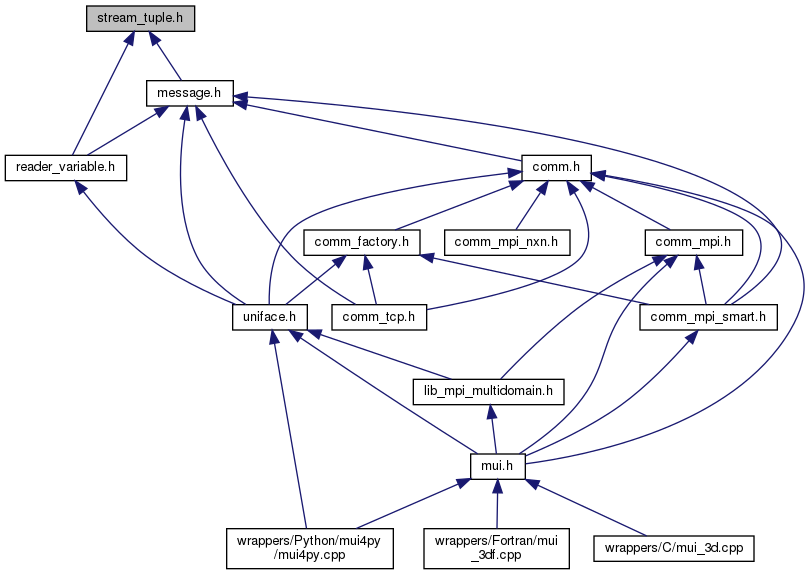 stream_tuple.h
message.h
reader_variable.h
comm.h
comm_factory.h
comm_mpi_nxn.h
comm_mpi.h
uniface.h
comm_tcp.h
comm_mpi_smart.h
lib_mpi_multidomain.h
mui.h
wrappers/Python/mui4py
/mui4py.cpp
wrappers/Fortran/mui
_3df.cpp
wrappers/C/mui_3d.cpp